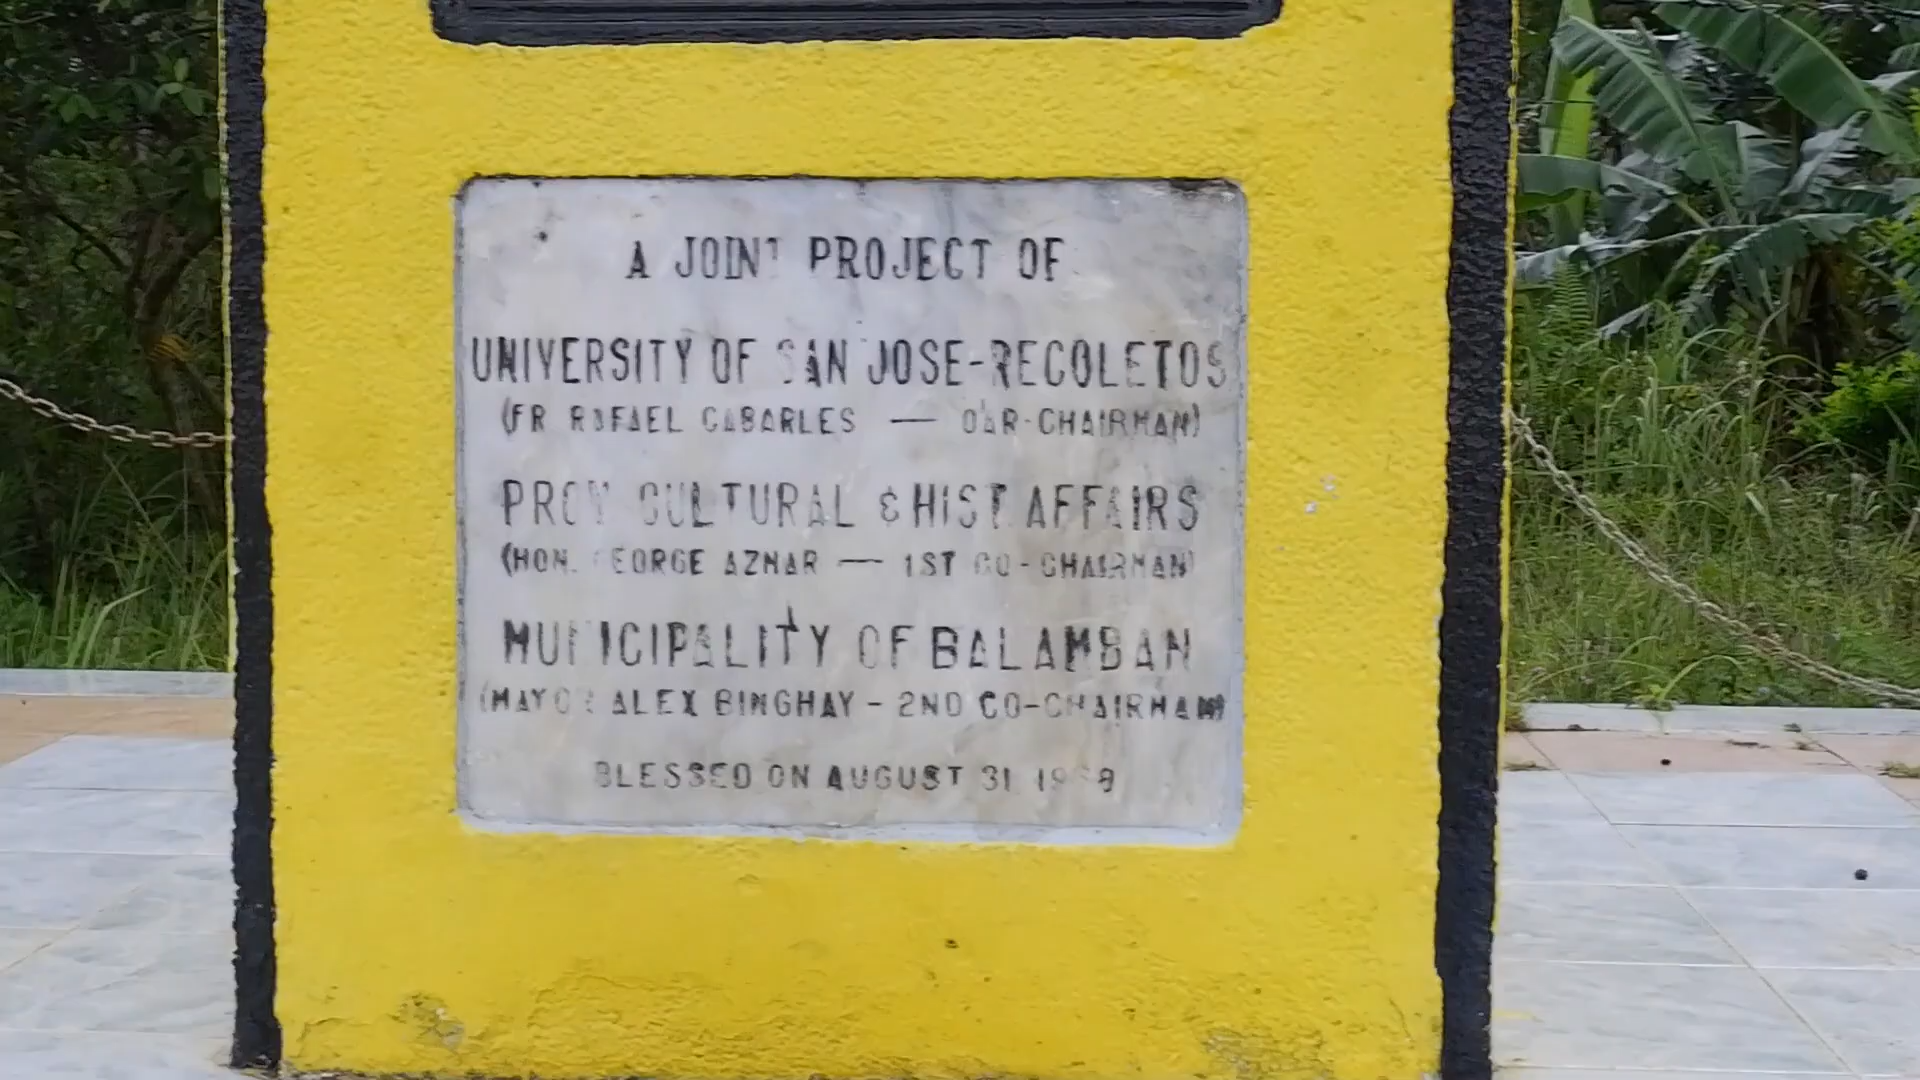 A JOINT PROJECT OF
UNIVERSITY OF SAN JOSE-RECOLETOS
(FR RAFAEL CABARLES — OAR-CHAIRMAN)
PROV CULTURAL & HIST. AFFAIRS
(HON. GEORGE AZNAR — 1ST CO-CHAIRMAN)
MUNICIPALITY OF BALAMBAN
(MAYOR ALEX BINGHAY - 2ND CO-CHAIRMAN)
BLESSED ON AUGUST 31